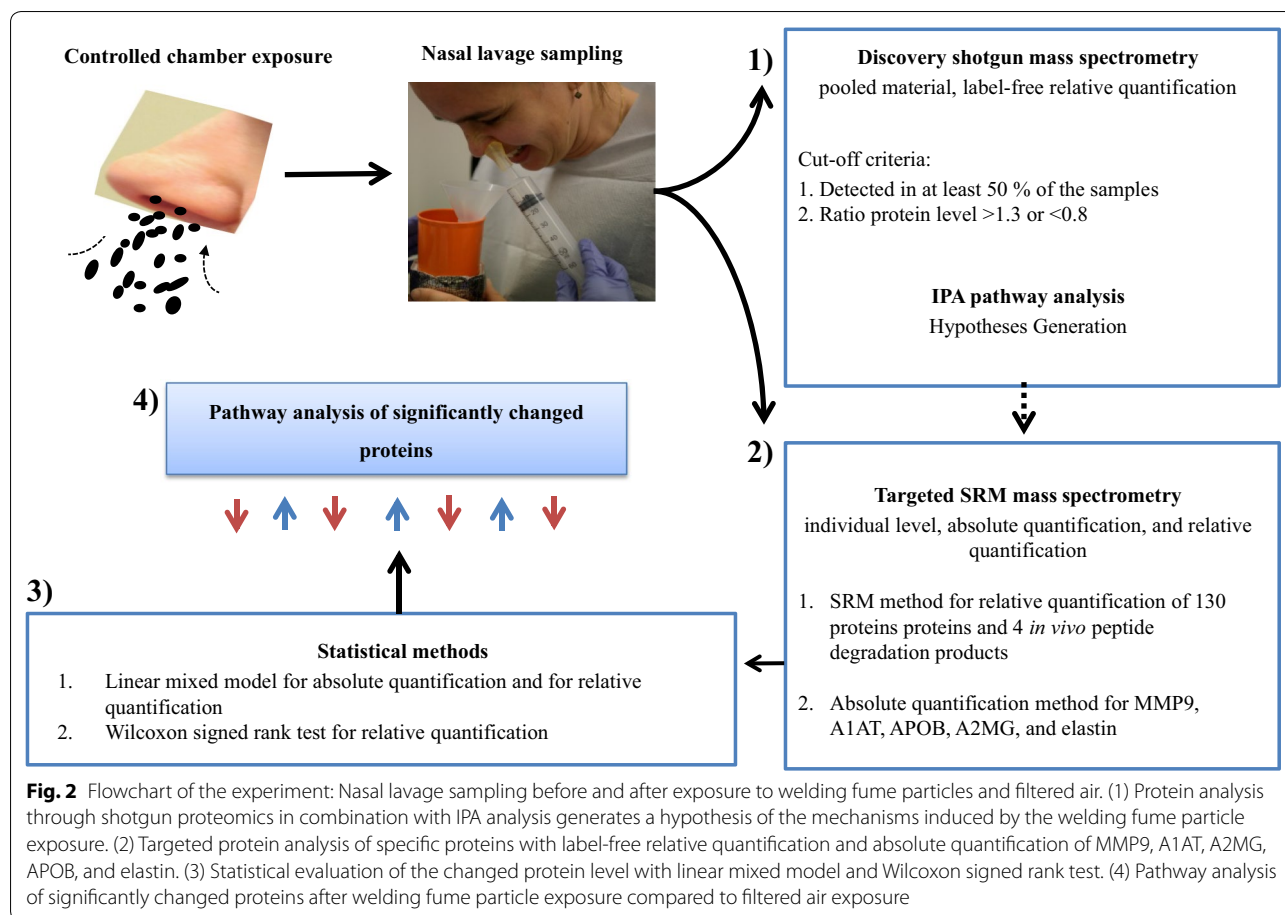 Controlled chamber exposure
Nasal lavage sampling
1)
Discovery shotgun mass spectrometry
pooled material, label-free relative quantification
Cut-off criteria:
1. Detected in at least 50 % of the samples
2. Ratio protein level >1.3 or <0.8
IPA pathway analysis
Hypotheses Generation
4)
Pathway analysis of significantly changed
proteins
2)
Targeted SRM mass spectrometry
individual level, absolute quantification, and relative
quantification
1. SRM method for relative quantification of 130
proteins proteins and 4 in vivo peptide
degradation products
2. Absolute quantification method for MMP9,
A1AT, APOB, A2MG, and elastin
3)
Statistical methods
1. Linear mixed model for absolute quantification and for relative
quantification
2. Wilcoxon signed rank test for relative quantification
Fig. 2 Flowchart of the experiment: Nasal lavage sampling before and after exposure to welding fume particles and filtered air. (1) Protein analysis
through shotgun proteomics in combination with IPA analysis generates a hypothesis of the mechanisms induced by the welding fume particle
exposure. (2) Targeted protein analysis of specific proteins with label-free relative quantification and absolute quantification of MMP9, A1AT, A2MG,
APOB, and elastin. (3) Statistical evaluation of the changed protein level with linear mixed model and Wilcoxon signed rank test. (4) Pathway analysis
of significantly changed proteins after welding fume particle exposure compared to filtered air exposure